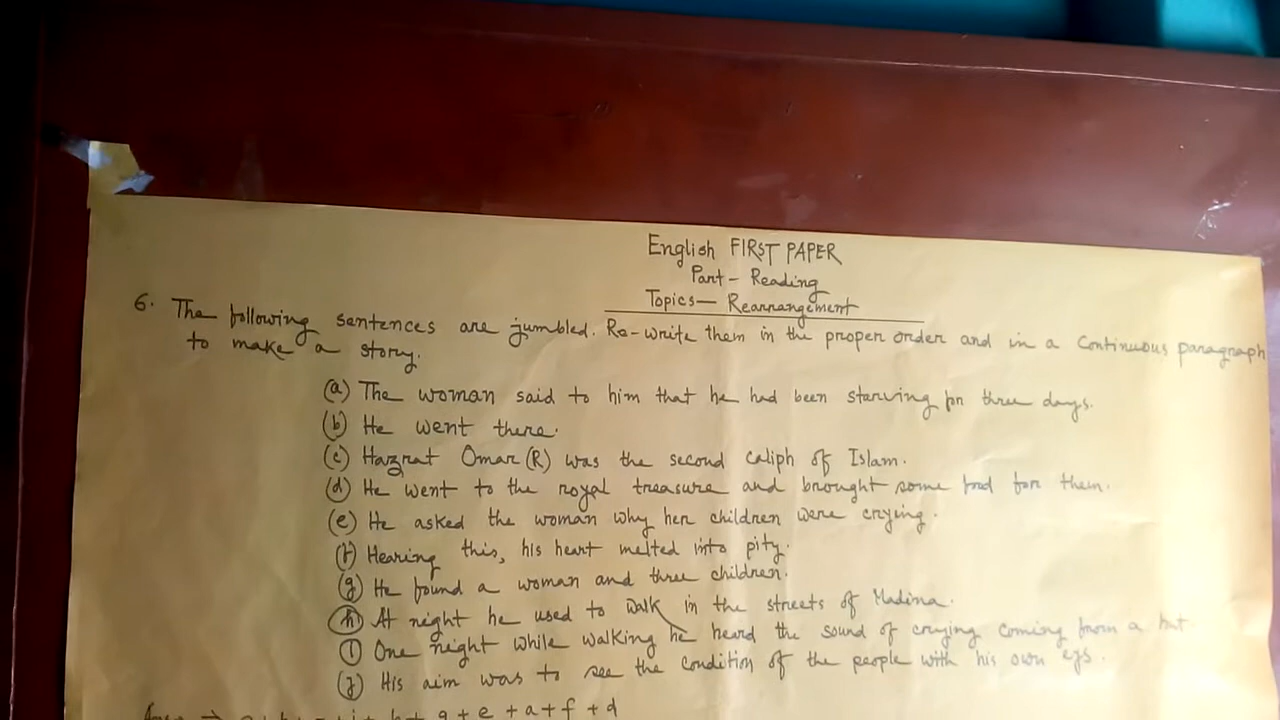 English FIRST PAPER
Part - Reading
Topics - Rearrangement
6. The following sentences are jumbled. Re-write them in the proper order and in a continuous paragraph
to make a story.
(a) The woman said to him that he had been starving for three days.
(b) He went there.
(c) Hazrat Omar (R) was the second caliph of Islam.
(d) He went to the royal treasure and brought some food for them.
(e) He asked the woman why her children were crying.
(f) Hearing this, his heart melted into pity.
(g) He found a woman and three children.
(h) At night he used to walk in the streets of Madina.
(i) One night while walking he heard the sound of crying coming from a hut
(j) His aim was to see the condition of the people with his own eys.
g + e + a + f + d